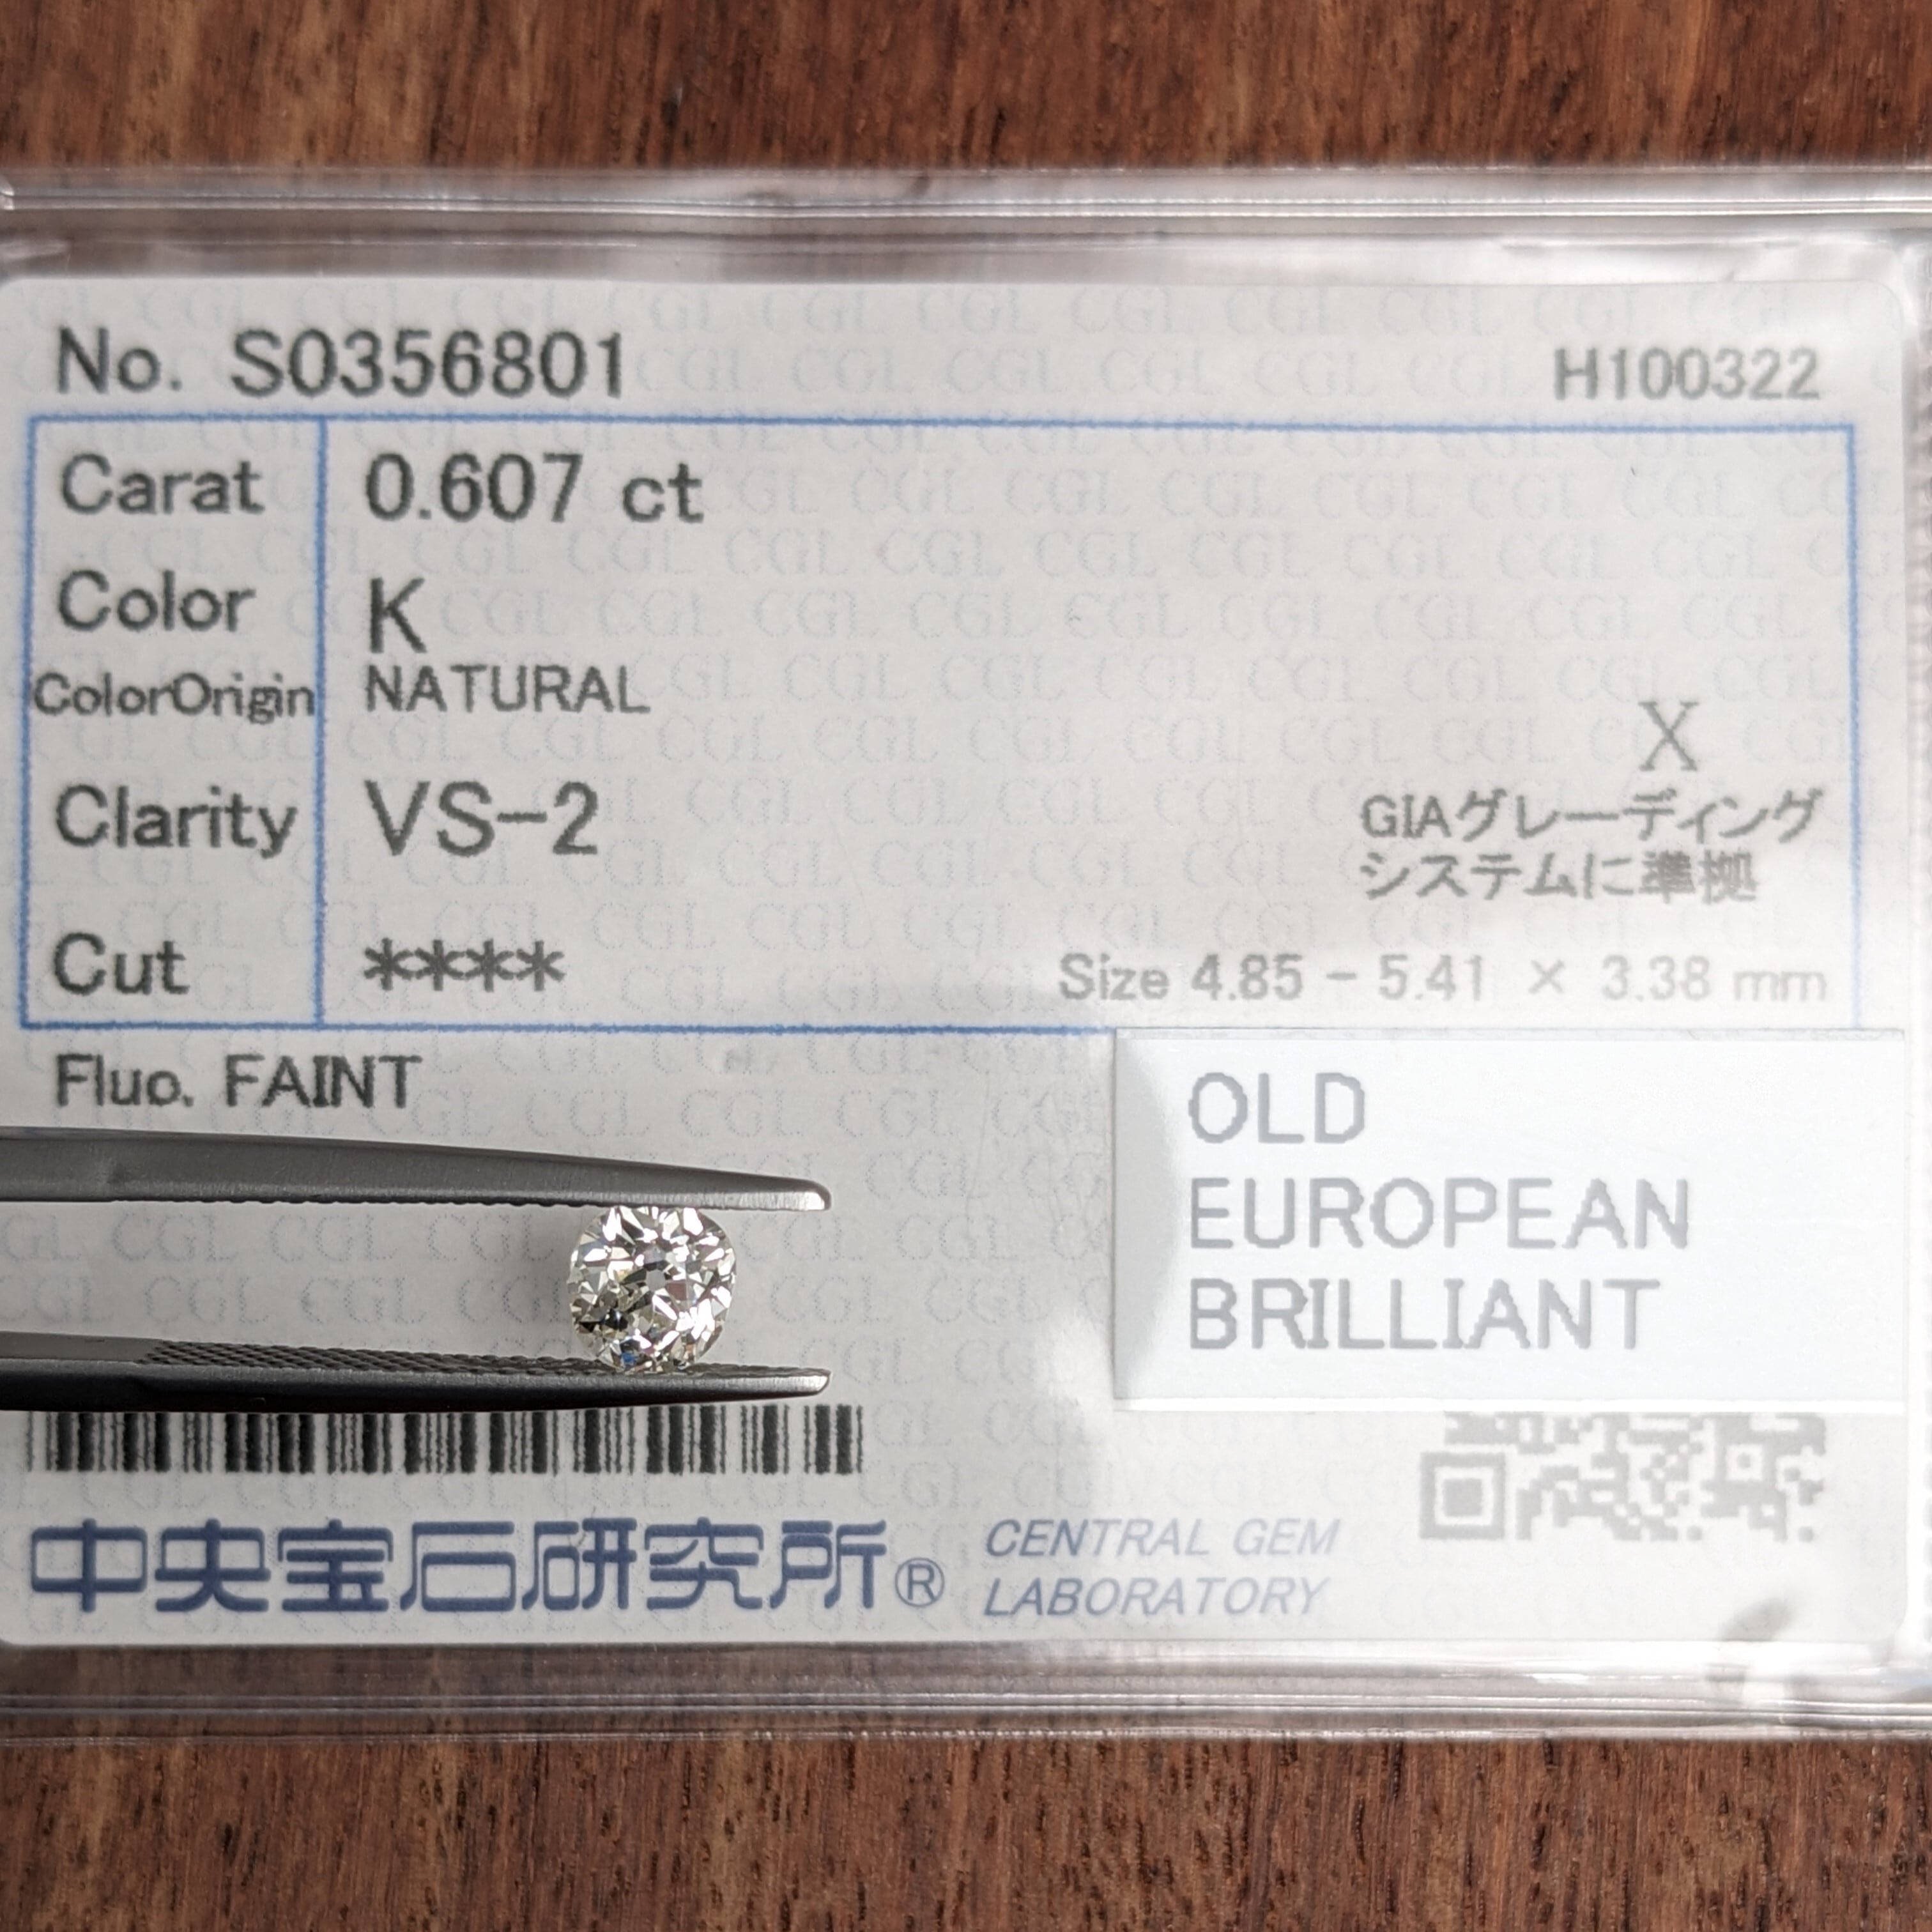 No. S0356801
H100322
Carat 0.607 ct
Color K
ColorOrigin NATURAL
X
Clarity VS-2
GIAグレーディング
システムに準拠
Cut ****
Size 4.85 - 5.41 × 3.38 mm
Fluo. FAINT
OLD
EUROPEAN
BRILLIANT
中央宝石研究所®
CENTRAL GEM
LABORATORY